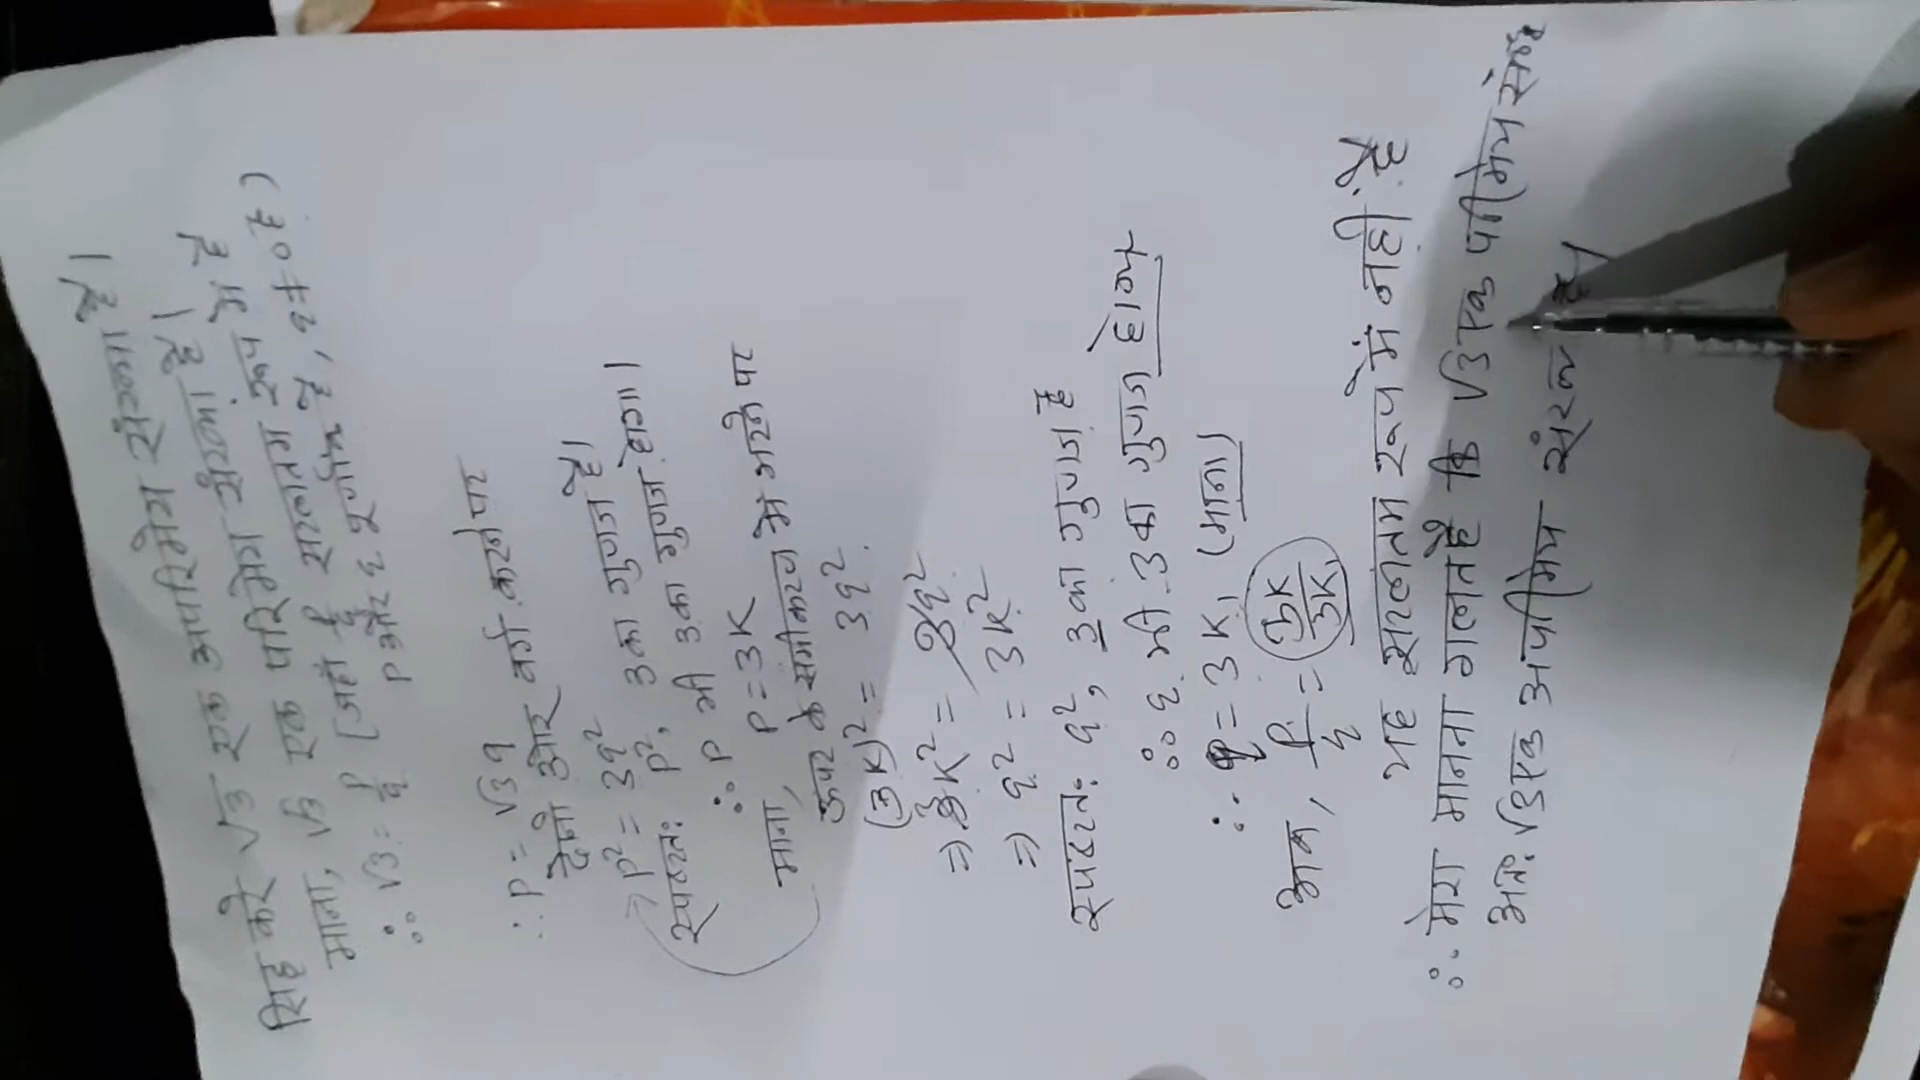 सिद्ध करे √3 एक अपरिमेय संख्या है।
माना, √3 एक परिमेय संख्या है।
∴ √3 = p/q [जहाँ p/q सरलतम रूप में है
p और q पूर्णांक है, q ≠ 0 है)
∴ P = √3 q
दोनो ओर वर्ग करने पर
⇒ P² = 3q²
स्पष्टतः P², 3 का गुणज है।
∴ P भी 3 का गुणज होगा।
माना, P = 3K
ऊपर के समीकरण में रखने पर
(3K)² = 3q²
⇒ 9K² = 3q²
⇒ q² = 3K²
स्पष्टतः q², 3 का गुणज है
∴ q भी 3 का गुणज होगा
∴ q = 3K₁ (माना)
अब, P/q = 3K/3K₁
यह सरलतम रूप में नही है
∴ मेरा मानना गलत है कि √3 एक परिमेय संख्या
अतः √3 एक अपरिमेय संख्या है।